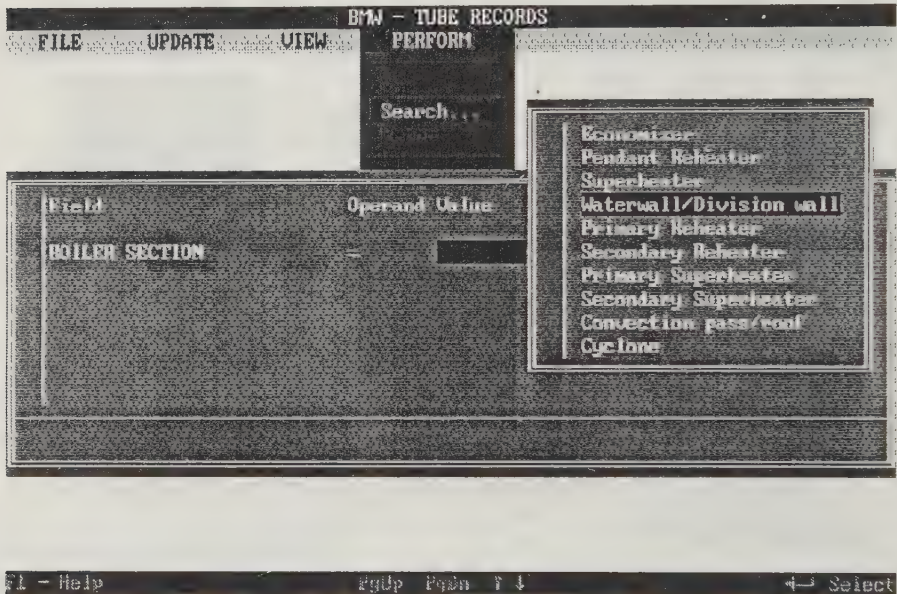 BMW - TUBE RECORDS
FILE UPDATE VIEW PERFORM
Search...
Economizer
Pendant Reheater
Superheater
Waterwall/Division wall
Primary Reheater
Secondary Reheater
Primary Superheater
Secondary Superheater
Convection pass/roof
Cyclone
Field Operand Value
BOILER SECTION =
F1 - Help PgUp PgDn ↑↓ ↵ Select